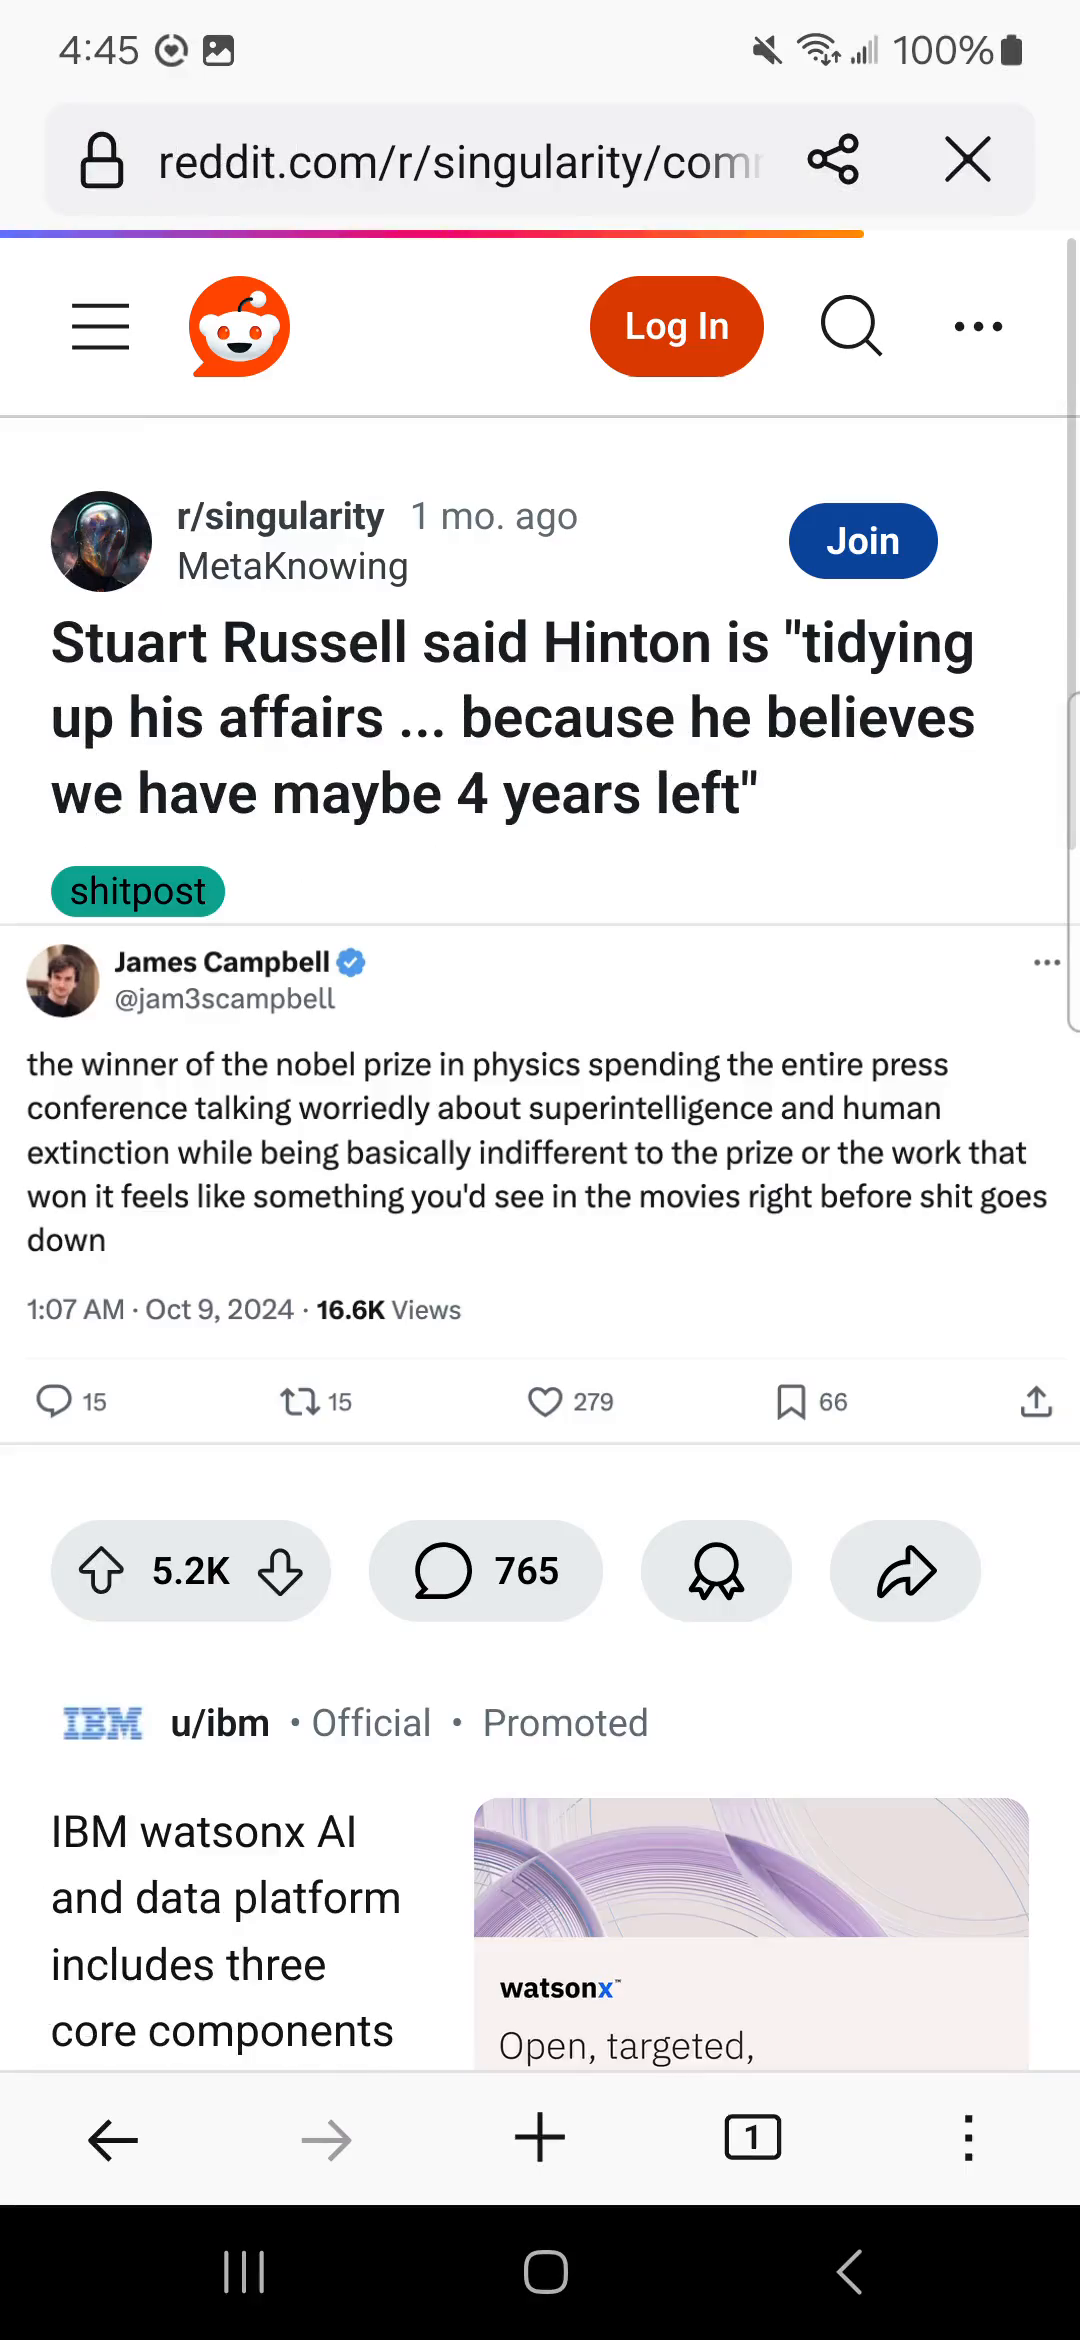 4:45
100%
reddit.com/r/singularity/com
Log In
r/singularity 1 mo. ago
MetaKnowing
Join
Stuart Russell said Hinton is "tidying
up his affairs ... because he believes
we have maybe 4 years left"
shitpost
James Campbell
@jam3scampbell
the winner of the nobel prize in physics spending the entire press
conference talking worriedly about superintelligence and human
extinction while being basically indifferent to the prize or the work that
won it feels like something you'd see in the movies right before shit goes
down
1:07 AM · Oct 9, 2024 · 16.6K Views
15 15 279 66
5.2K 765
IBM u/ibm • Official • Promoted
IBM watsonx AI
and data platform
includes three
core components
watsonx™
Open, targeted,
1